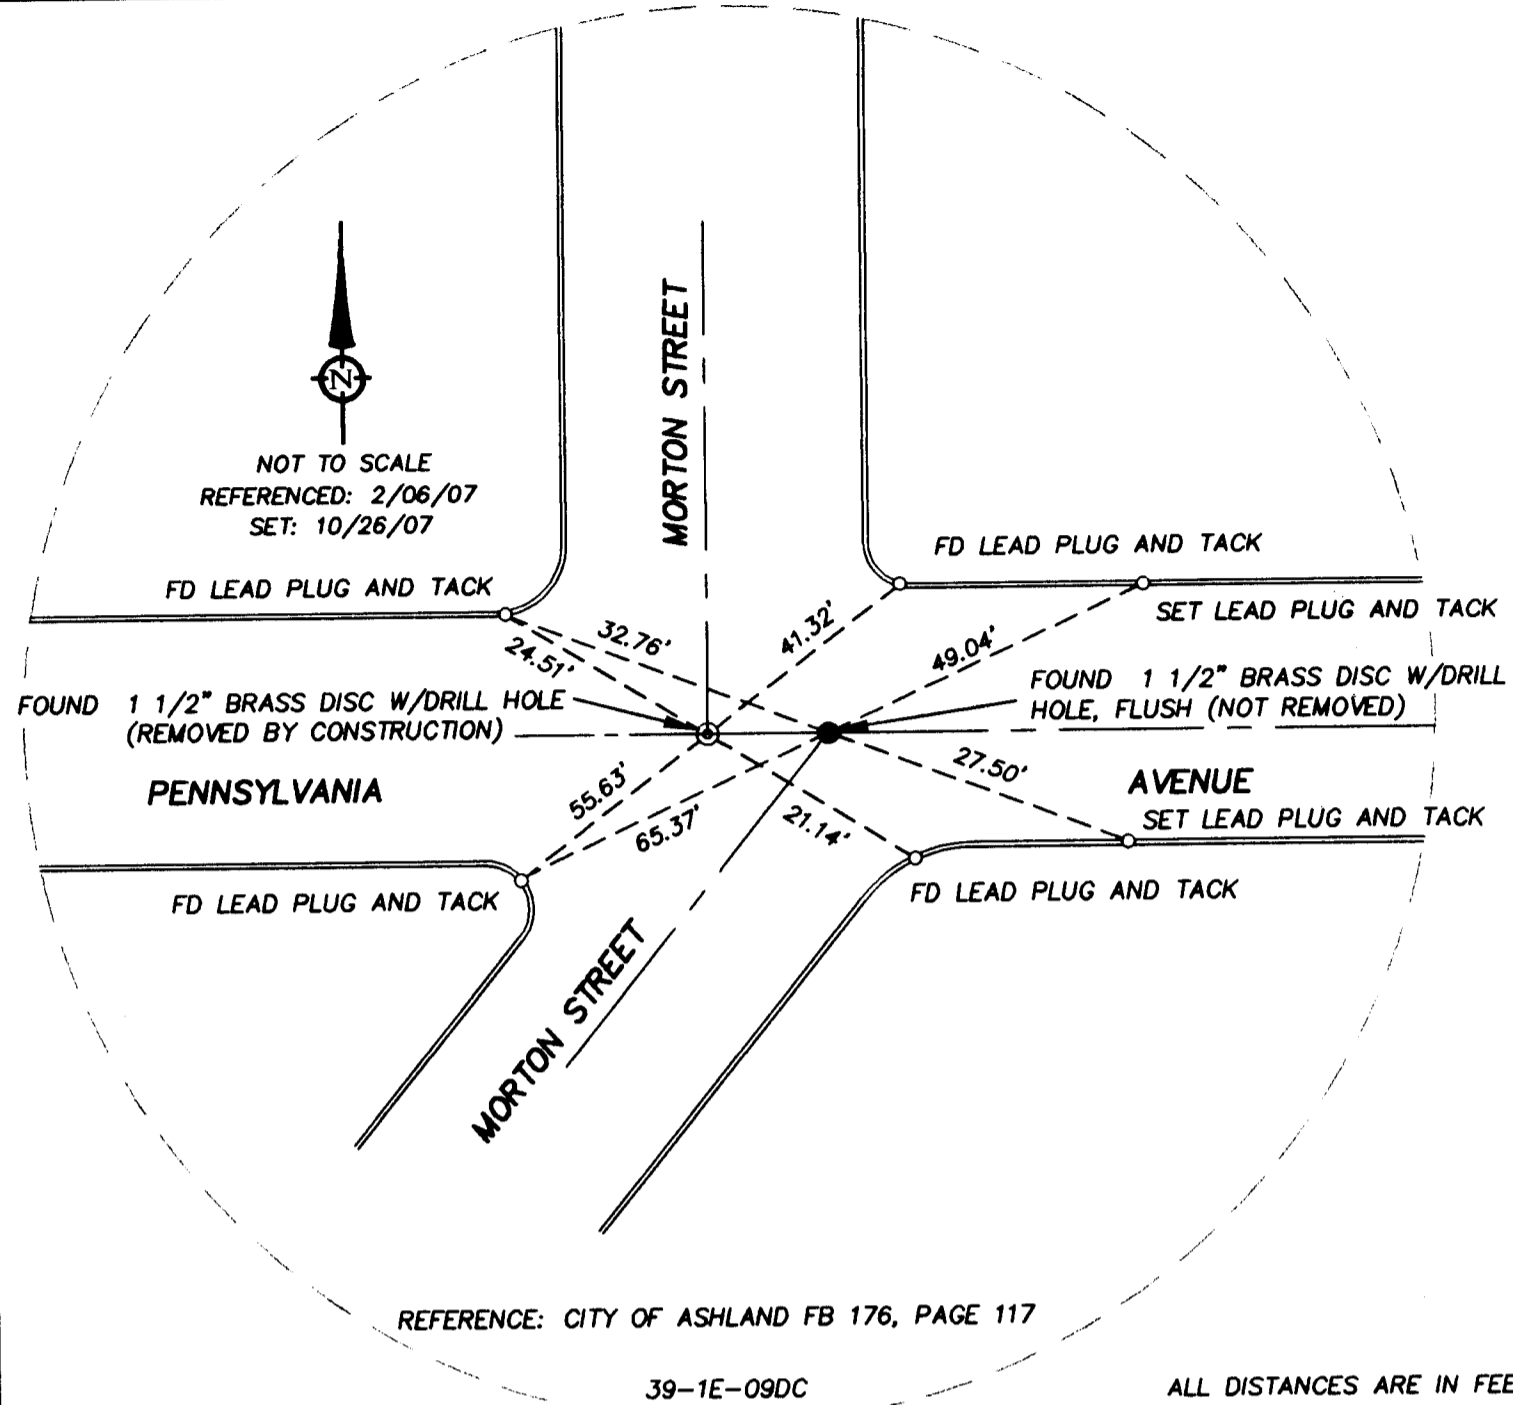 MORTON STREET
N
NOT TO SCALE
REFERENCED: 2/06/07
SET: 10/26/07
FD LEAD PLUG AND TACK
FD LEAD PLUG AND TACK
SET LEAD PLUG AND TACK
32.76'
24.51'
41.32'
49.04'
FOUND 1 1/2" BRASS DISC W/DRILL HOLE
(REMOVED BY CONSTRUCTION)
FOUND 1 1/2" BRASS DISC W/DRILL
HOLE, FLUSH (NOT REMOVED)
PENNSYLVANIA
AVENUE
55.63'
65.37'
21.14'
27.50'
SET LEAD PLUG AND TACK
FD LEAD PLUG AND TACK
FD LEAD PLUG AND TACK
MORTON STREET
REFERENCE: CITY OF ASHLAND FB 176, PAGE 117
39-1E-09DC
ALL DISTANCES ARE IN FEE